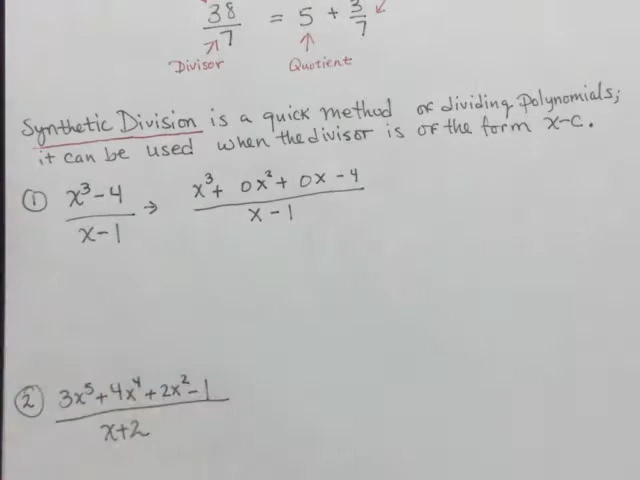 38/7 = 5 + 3/7
Divisor Quotient
Synthetic Division is a quick method of dividing Polynomials;
it can be used when the divisor is of the form x-c.
① (x³ - 4)/(x - 1) → (x³ + 0x² + 0x - 4)/(x - 1)
② (3x⁵ + 4x⁴ + 2x² - 1)/(x + 2)